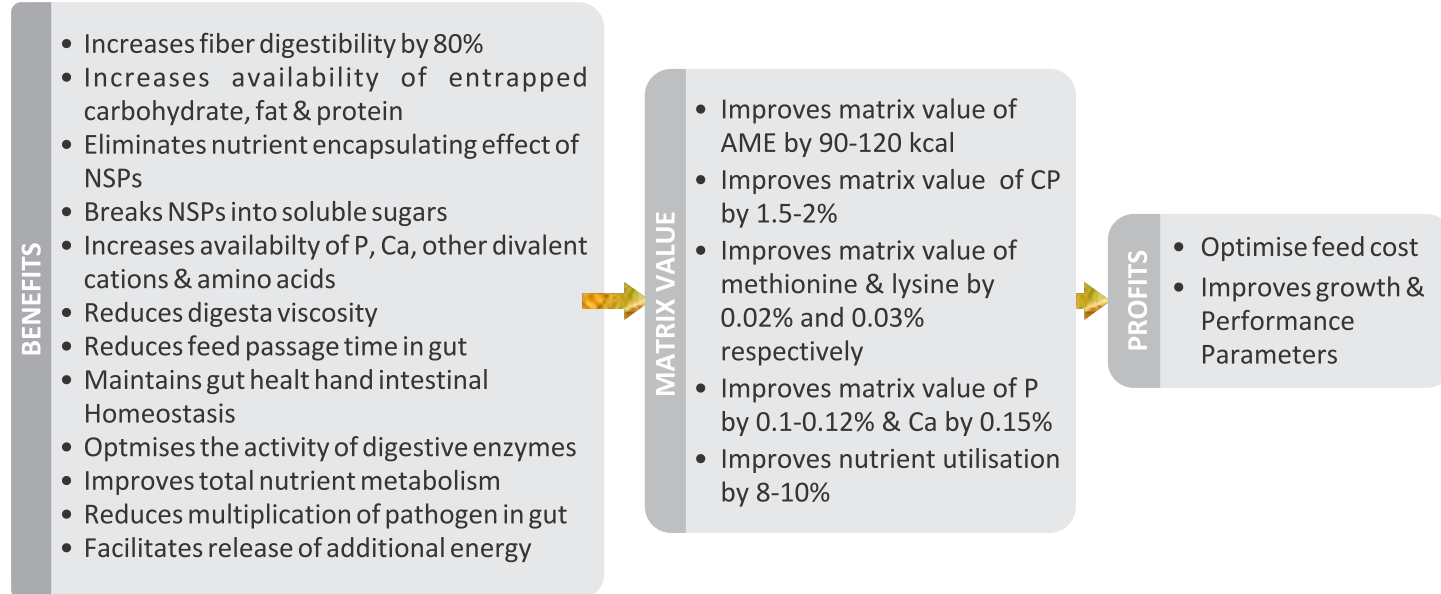 BENEFITS
• Increases fiber digestibility by 80%
• Increases availability of entrapped
carbohydrate, fat & protein
• Eliminates nutrient encapsulating effect of
NSPs
• Breaks NSPs into soluble sugars
• Increases availabilty of P, Ca, other divalent
cations & amino acids
• Reduces digesta viscosity
• Reduces feed passage time in gut
• Maintains gut healt hand intestinal
Homeostasis
• Optmises the activity of digestive enzymes
• Improves total nutrient metabolism
• Reduces multiplication of pathogen in gut
• Facilitates release of additional energy
MATRIX VALUE
• Improves matrix value of
AME by 90-120 kcal
• Improves matrix value of CP
by 1.5-2%
• Improves matrix value of
methionine & lysine by
0.02% and 0.03%
respectively
• Improves matrix value of P
by 0.1-0.12% & Ca by 0.15%
• Improves nutrient utilisation
by 8-10%
PROFITS
• Optimise feed cost
• Improves growth &
Performance
Parameters